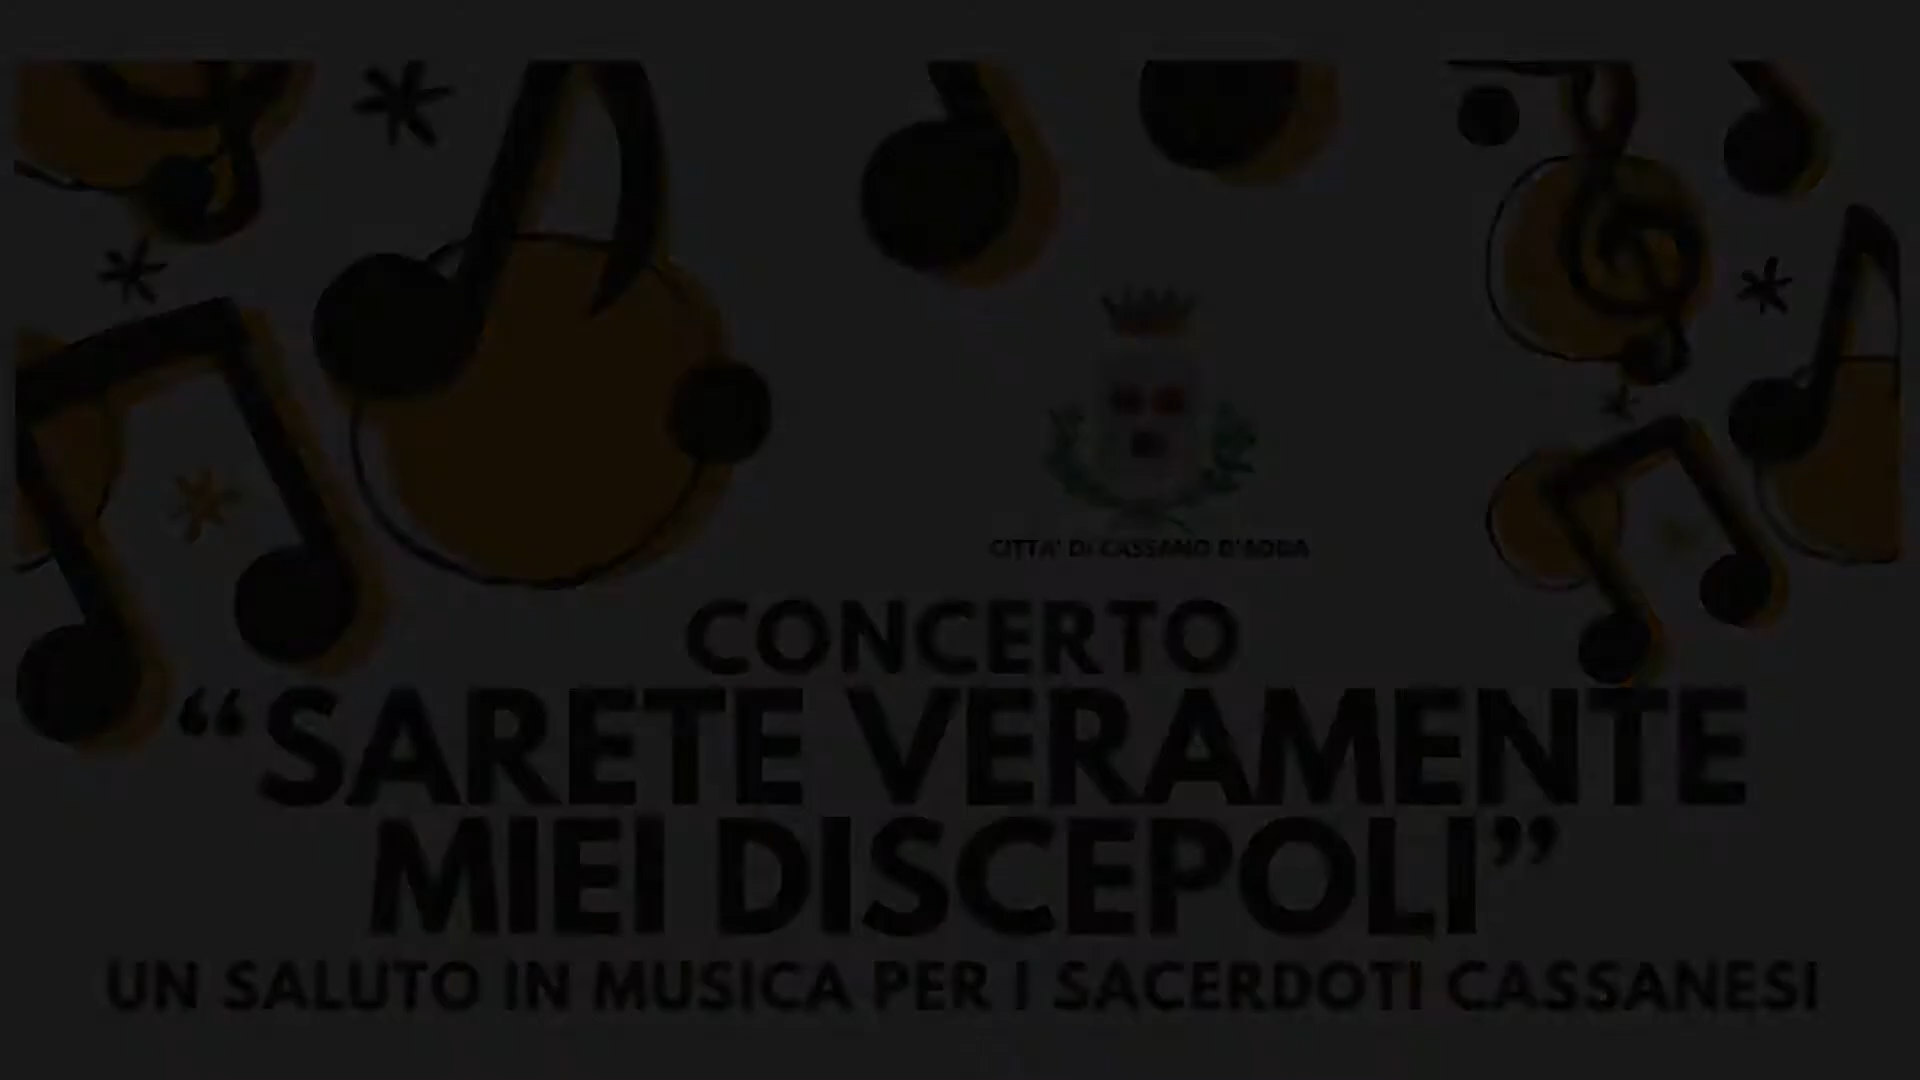 CITTA' DI CASSANO D'ADDA
CONCERTO
“SARETE VERAMENTE
MIEI DISCEPOLI”
UN SALUTO IN MUSICA PER I SACERDOTI CASSANESI